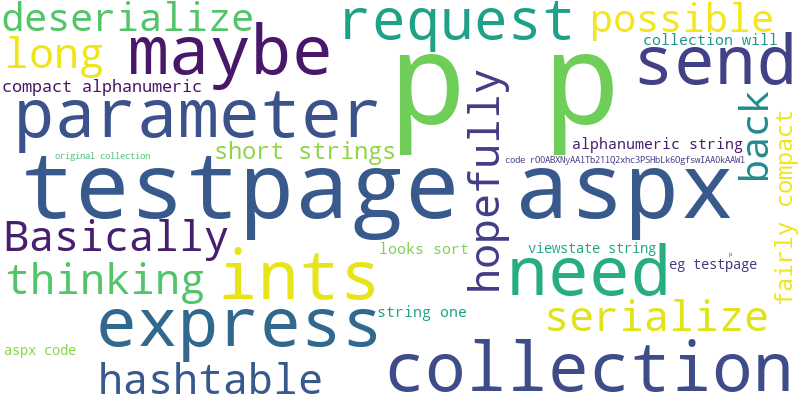 deserialize
request
possible
collection will
long
maybe
p p
send
compact alphanumeric
parameter
hopefully
back
fairly compact
short strings
alphanumeric string
original collection
code rO0ABXNyAAlTb21lQ2xhc3PSHbLk6OgfswIAA0kAAWl
testpage aspx
Basically
looks sort
viewstate string
p
thinking
ints
need
eg testpage
express
string one
serialize
aspx code
hashtable
collection